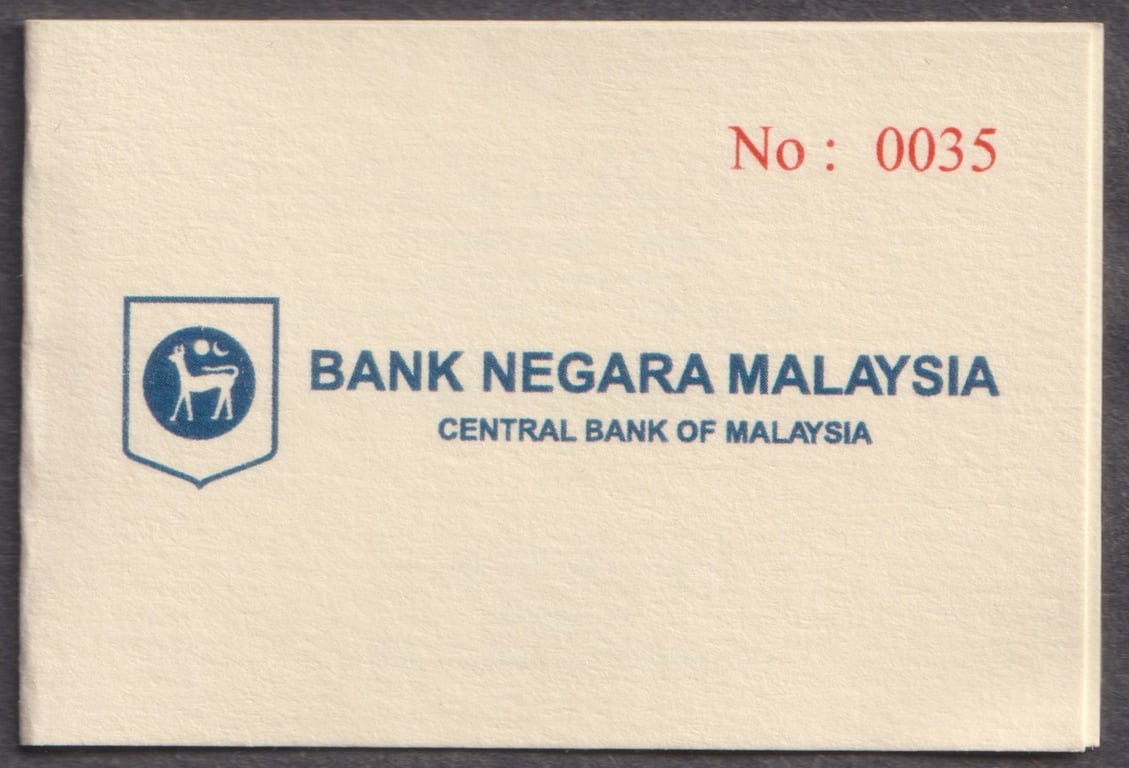 No : 0035
BANK NEGARA MALAYSIA
CENTRAL BANK OF MALAYSIA